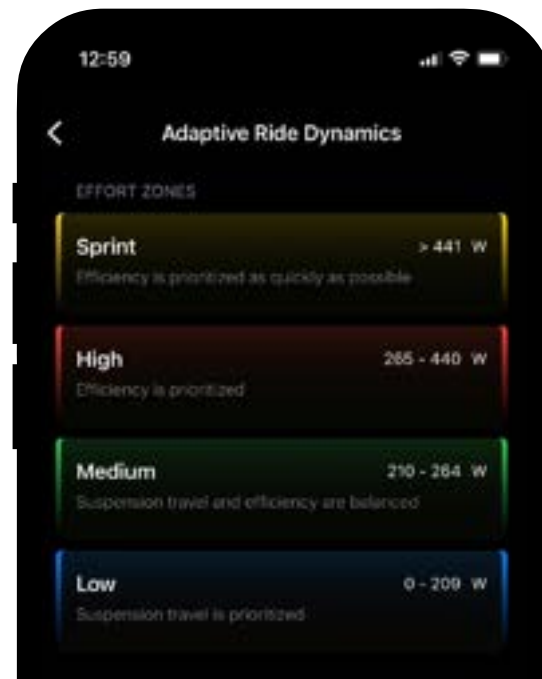 12:59
Adaptive Ride Dynamics
EFFORT ZONES
Sprint > 441 W
Efficiency is prioritized as quickly as possible
High 265 - 440 W
Efficiency is prioritized
Medium 210 - 264 W
Suspension travel and efficiency are balanced
Low 0 - 209 W
Suspension travel is prioritized